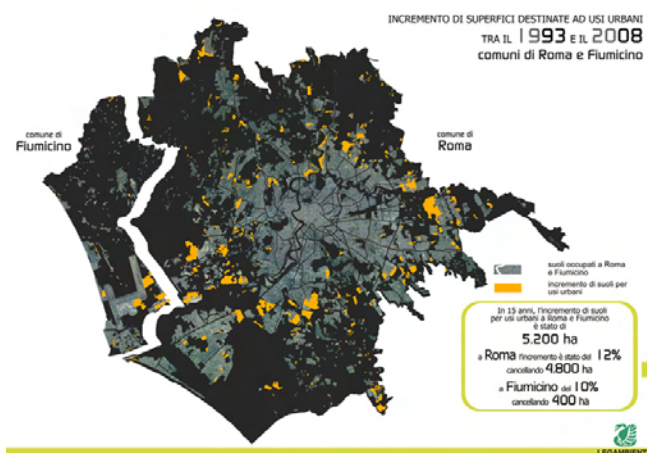 INCREMENTO DI SUPERFICI DESTINATE AD USI URBANI
TRA IL 1993 E IL 2008
comuni di Roma e Fiumicino
comune di
Fiumicino
comune di
Roma
suoli occupati a Roma
e Fiumicino
incremento di suoli per
usi urbani
In 15 anni, l'incremento di suoli
per usi urbani a Roma e Fiumicino
è stato di
5.200 ha
a Roma l'incremento è stato del 12%
cancellando 4.800 ha
a Fiumicino del 10%
cancellando 400 ha
LEGAMBIENT